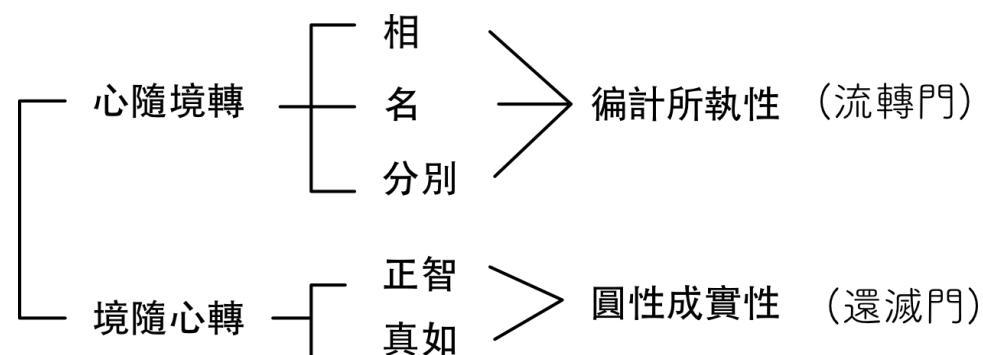 相
名
分別
心隨境轉
徧計所執性 (流轉門)
正智
真如
境隨心轉
圓性成實性 (還滅門)